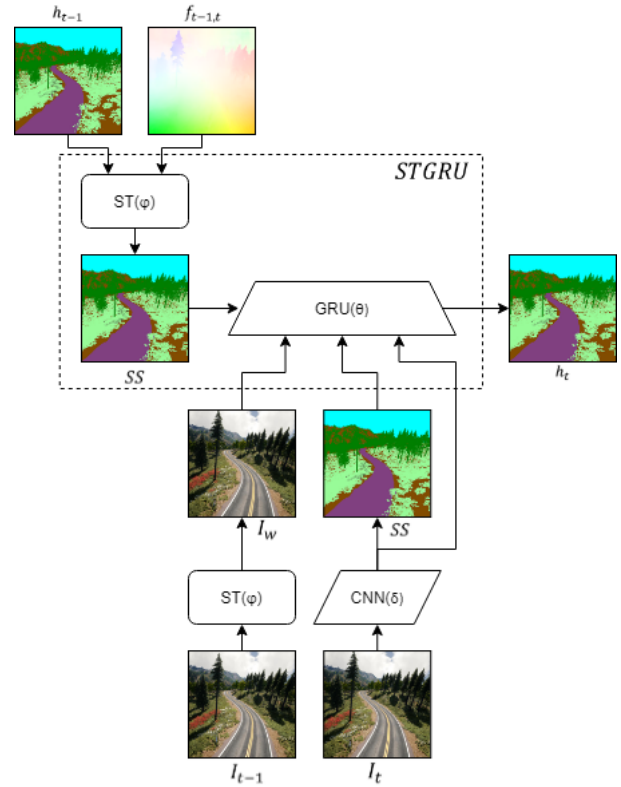 h_{t-1}
f_{t-1,t}
STGRU
ST(φ)
GRU(θ)
SS
h_t
I_w
SS
ST(φ)
CNN(δ)
I_{t-1}
I_t